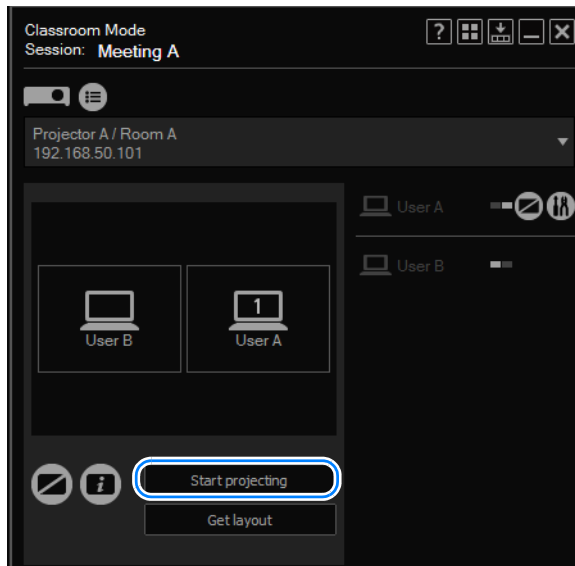 Classroom Mode
Session: Meeting A
?
Projector A / Room A
192.168.50.101
User A
User B
1
User B
User A
i
Start projecting
Get layout